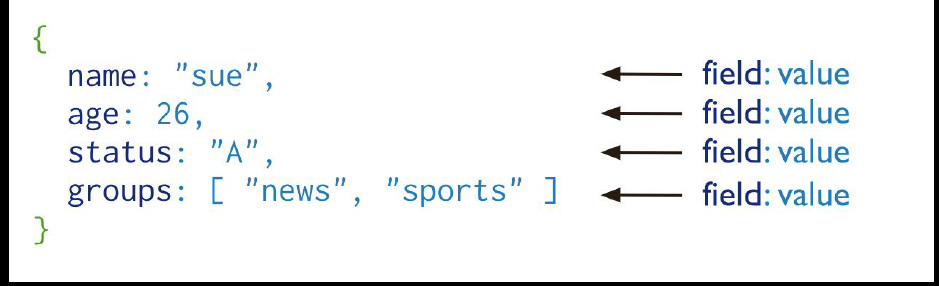 {
name: "sue", field: value
age: 26, field: value
status: "A", field: value
groups: [ "news", "sports" ] field: value
}